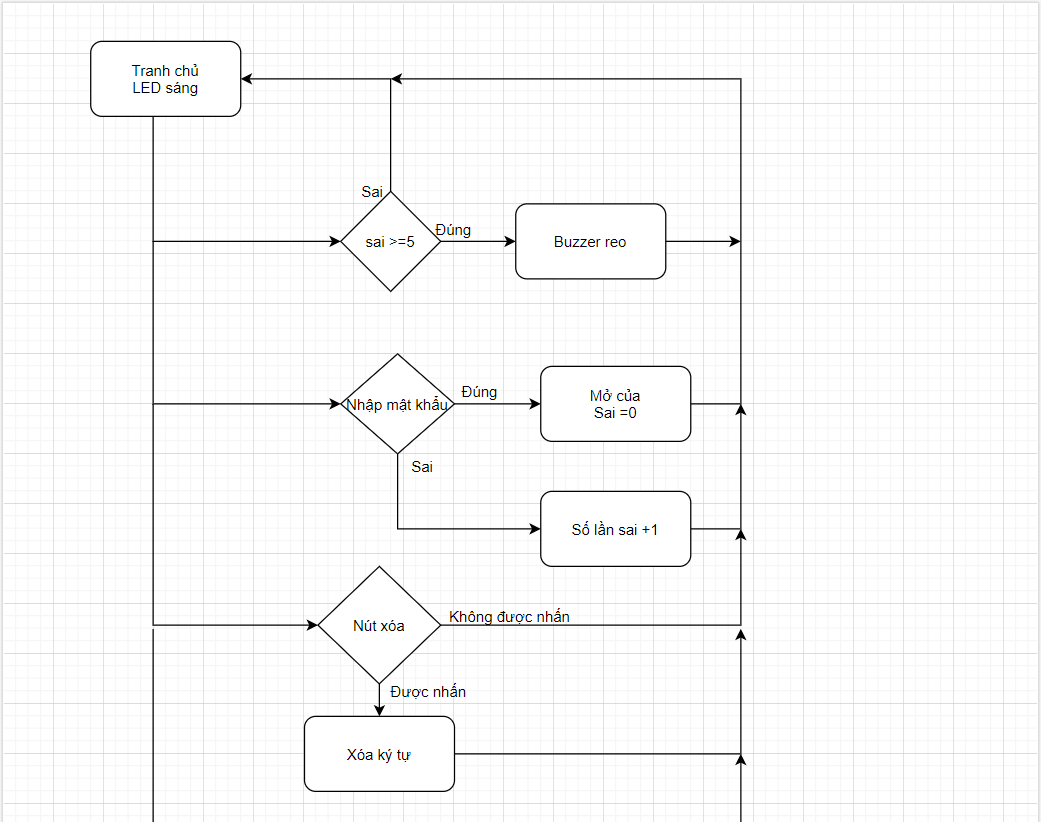 Tranh chủ
LED sáng
Sai
sai >=5
Đúng
Buzzer reo
Nhập mật khẩu
Đúng
Mở của
Sai =0
Sai
Số lần sai +1
Nút xóa
Không được nhấn
Được nhấn
Xóa ký tự